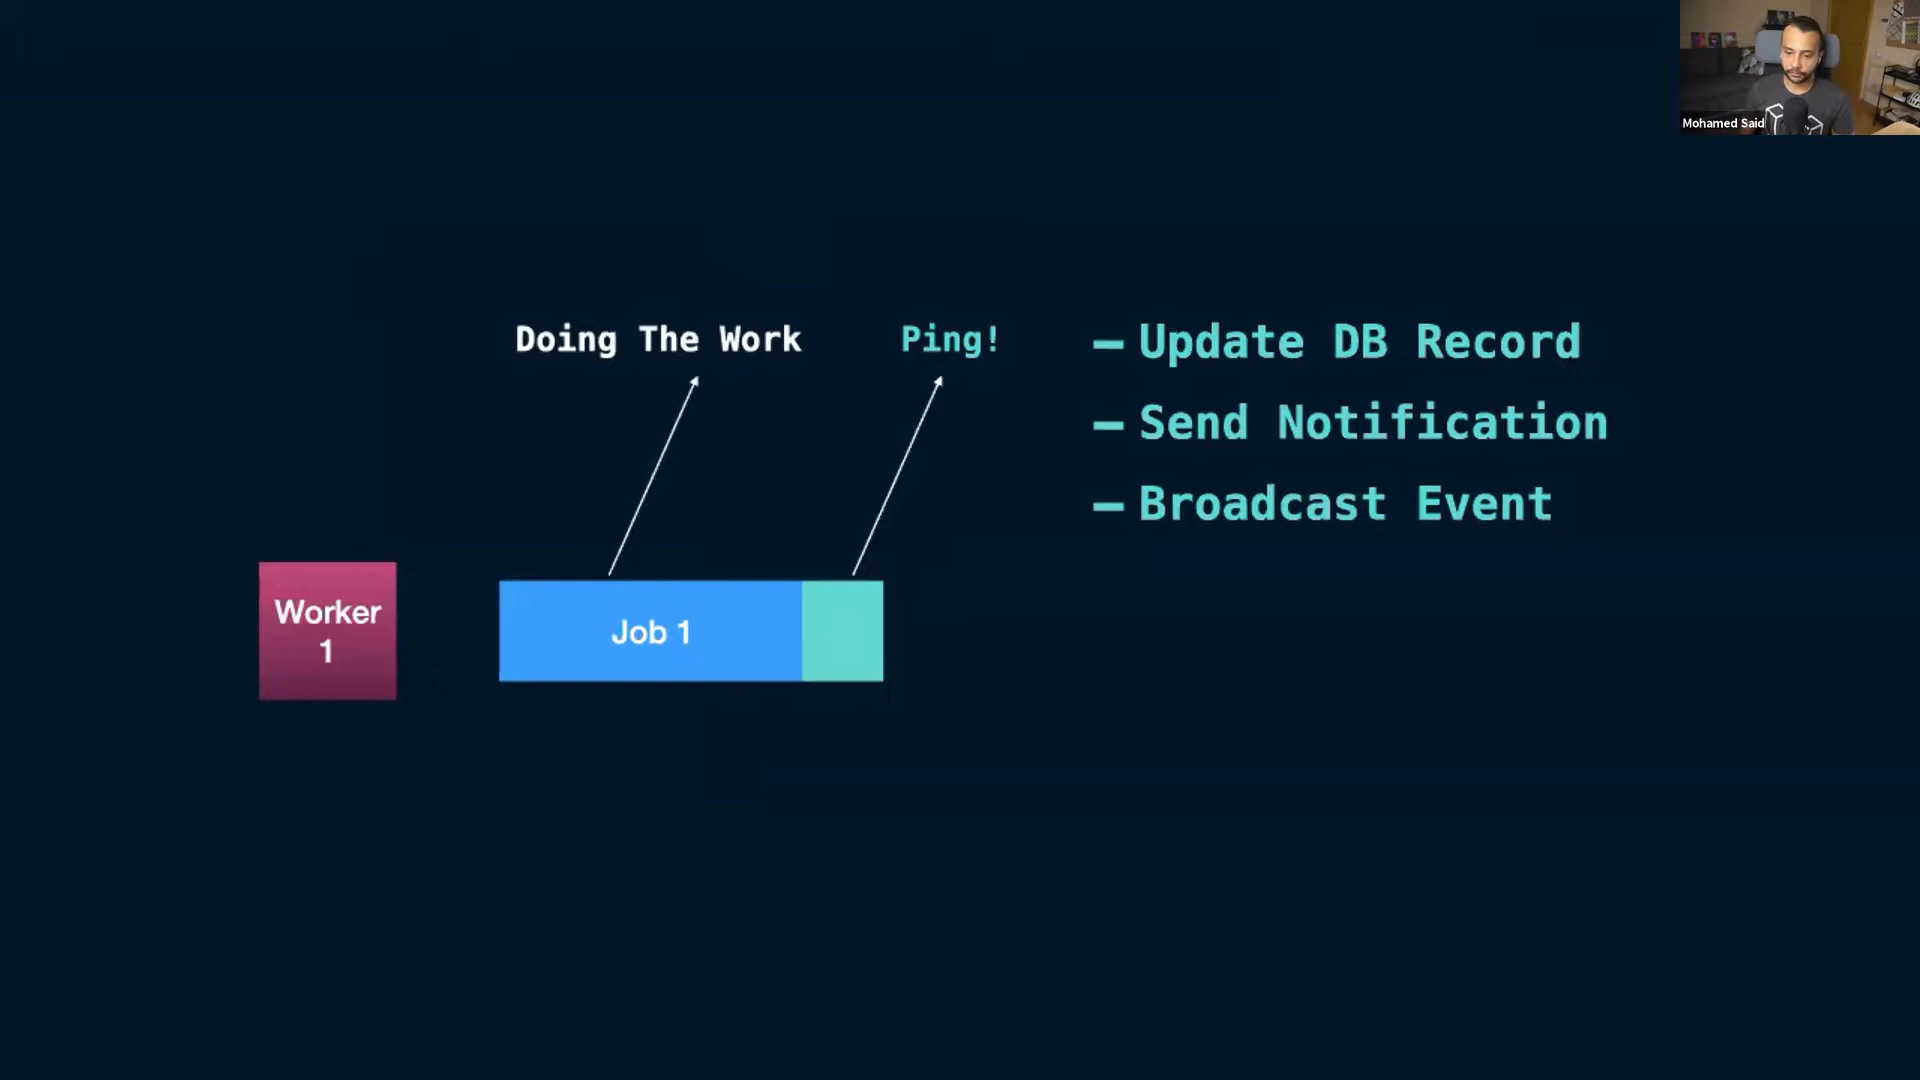 Mohamed Said
Doing The Work
Ping!
– Update DB Record
– Send Notification
– Broadcast Event
Worker
1
Job 1